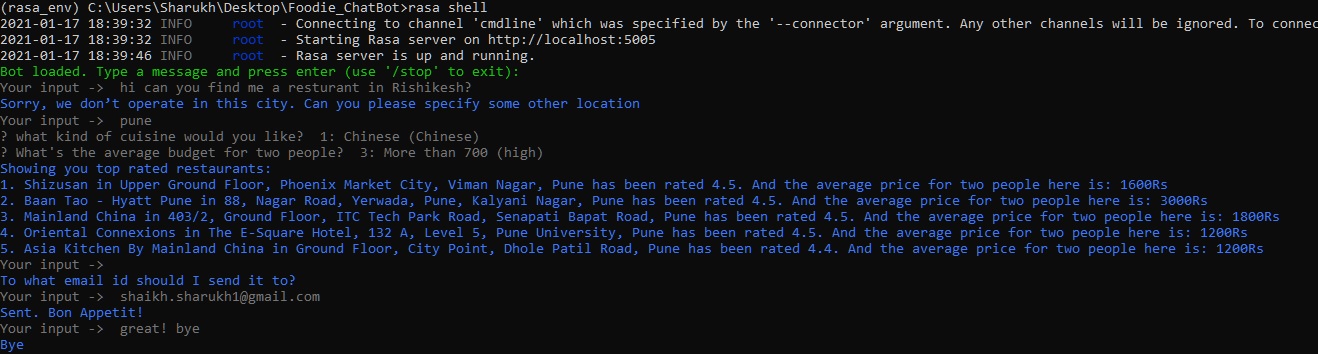 (rasa_env) C:\Users\Sharukh\Desktop\Foodie_ChatBot>rasa shell
2021-01-17 18:39:32 INFO     root  - Connecting to channel 'cmdline' which was specified by the '--connector' argument. Any other channels will be ignored. To connec
2021-01-17 18:39:32 INFO     root  - Starting Rasa server on http://localhost:5005
2021-01-17 18:39:46 INFO     root  - Rasa server is up and running.
Bot loaded. Type a message and press enter (use '/stop' to exit):
Your input ->  hi can you find me a resturant in Rishikesh?
Sorry, we don’t operate in this city. Can you please specify some other location
Your input ->  pune
? what kind of cuisine would you like?  1: Chinese (Chinese)
? What's the average budget for two people?  3: More than 700 (high)
Showing you top rated restaurants:
1. Shizusan in Upper Ground Floor, Phoenix Market City, Viman Nagar, Pune has been rated 4.5. And the average price for two people here is: 1600Rs
2. Baan Tao - Hyatt Pune in 88, Nagar Road, Yerwada, Pune, Kalyani Nagar, Pune has been rated 4.5. And the average price for two people here is: 3000Rs
3. Mainland China in 403/2, Ground Floor, ITC Tech Park Road, Senapati Bapat Road, Pune has been rated 4.5. And the average price for two people here is: 1800Rs
4. Oriental Connexions in The E-Square Hotel, 132 A, Level 5, Pune University, Pune has been rated 4.5. And the average price for two people here is: 1200Rs
5. Asia Kitchen By Mainland China in Ground Floor, City Point, Dhole Patil Road, Pune has been rated 4.4. And the average price for two people here is: 1200Rs
Your input ->
To what email id should I send it to?
Your input ->  shaikh.sharukh1@gmail.com
Sent. Bon Appetit!
Your input ->  great! bye
Bye